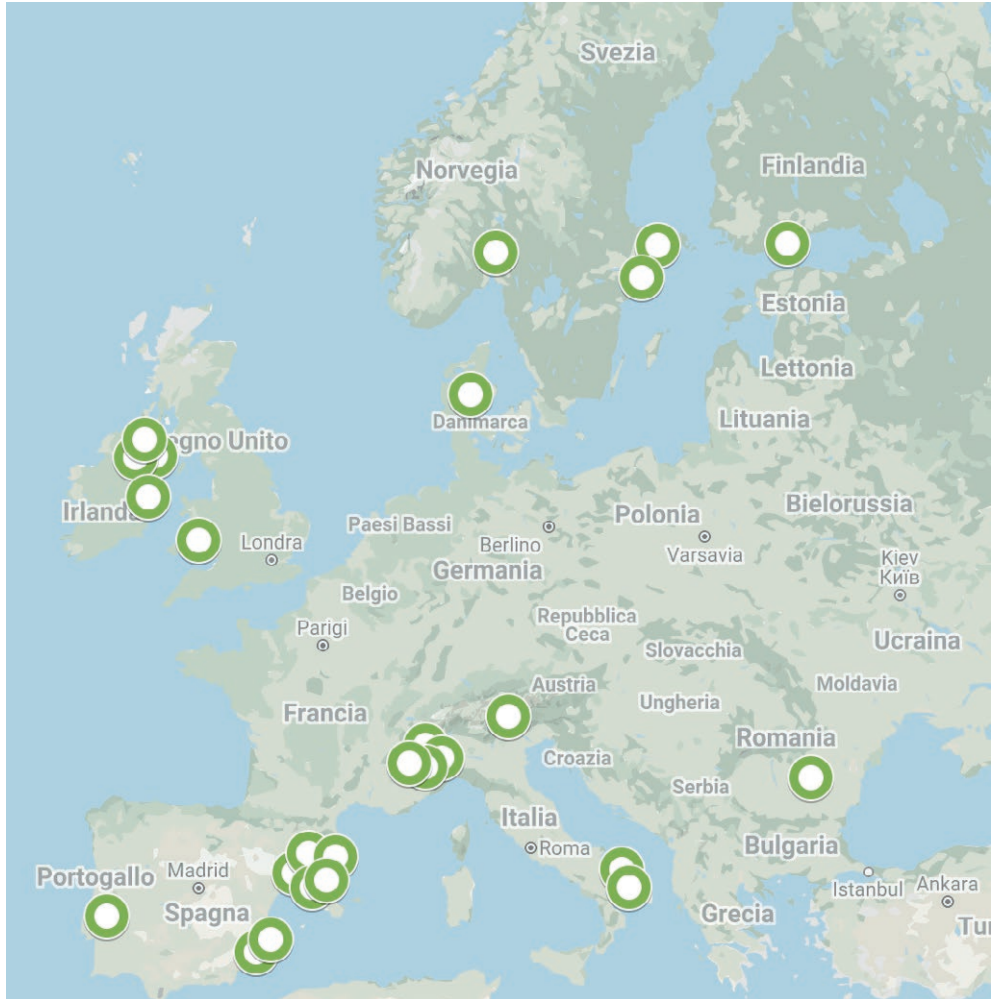 Svezia
Norvegia
Finlandia
Estonia
Lettonia
Danimarca
Lituania
egno Unito
Irlanda
Bielorussia
Paesi Bassi
Polonia
Londra
Berlino
Varsavia
Kiev
Київ
Germania
Belgio
Repubblica
Ceca
Parigi
Ucraina
Slovacchia
Austria
Moldavia
Ungheria
Francia
Romania
Croazia
Serbia
Italia
Bulgaria
Roma
Madrid
Portogallo
Istanbul
Ankara
Spagna
Grecia
Tur